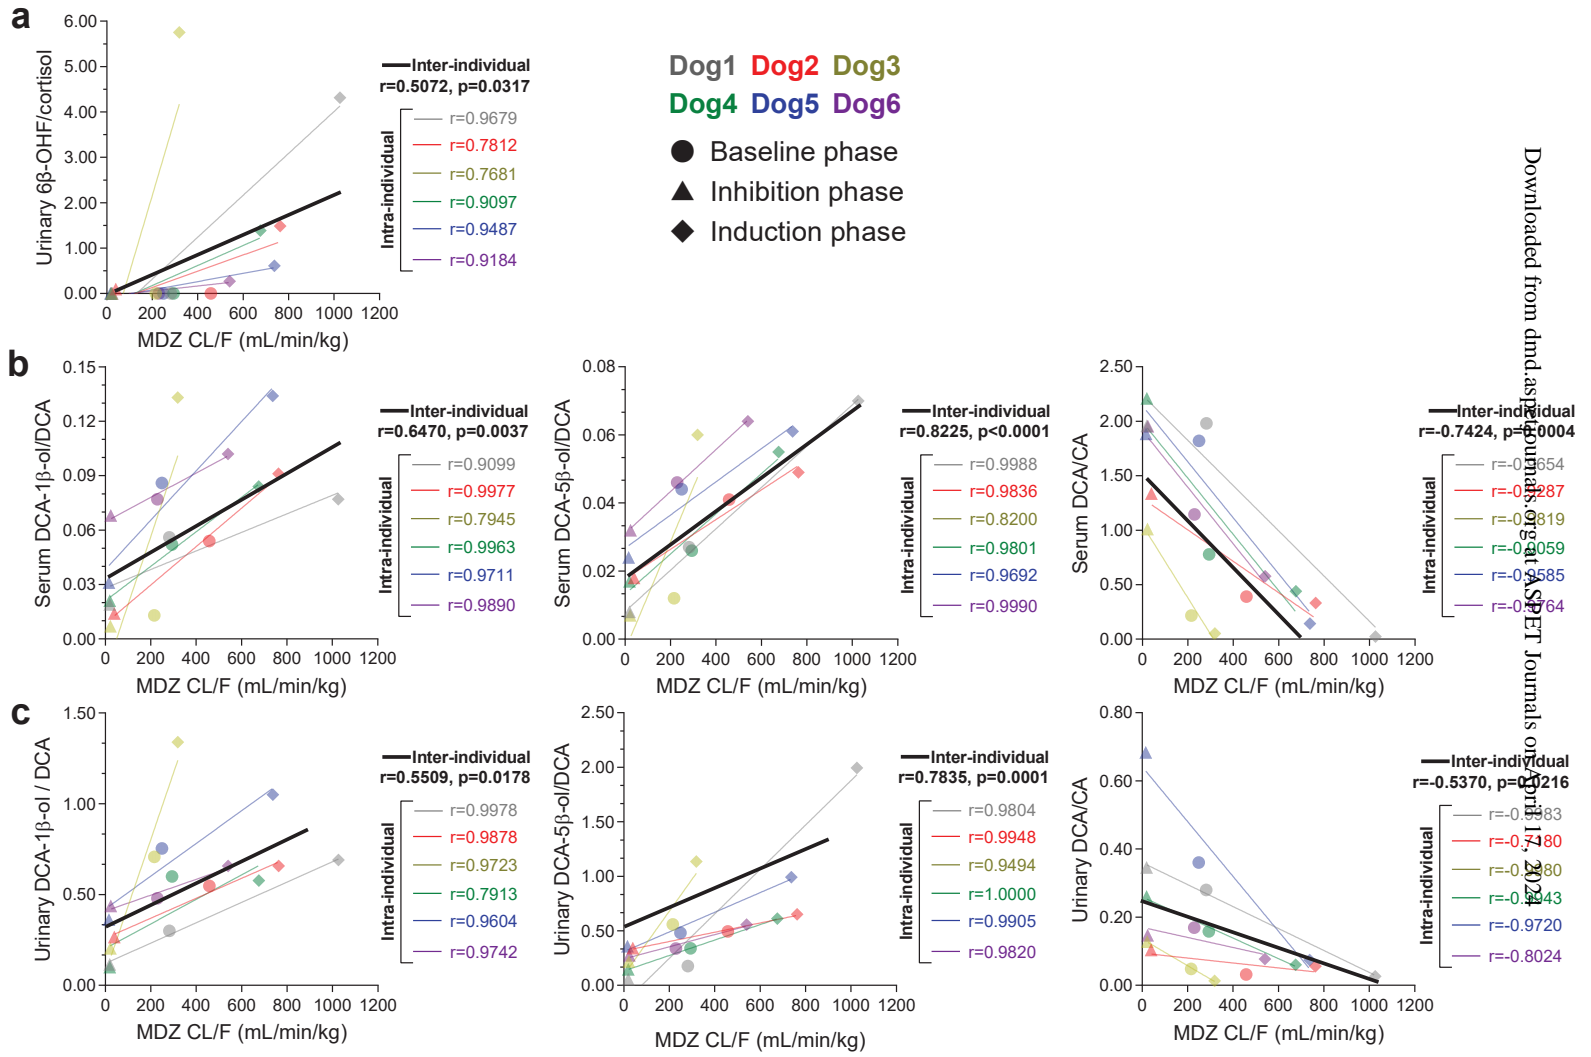 a
6.00
5.00
4.00
3.00
2.00
1.00
0.00
Urinary 6β-OHF/cortisol
0 200 400 600 800 1000 1200
MDZ CL/F (mL/min/kg)
Inter-individual
r=0.5072, p=0.0317
Intra-individual
r=0.9679
r=0.7812
r=0.7681
r=0.9097
r=0.9487
r=0.9184
Dog1 Dog2 Dog3
Dog4 Dog5 Dog6
Baseline phase
Inhibition phase
Induction phase
b
0.15
0.12
0.09
0.06
0.03
0.00
Serum DCA-1β-ol/DCA
0 200 400 600 800 1000 1200
MDZ CL/F (mL/min/kg)
Inter-individual
r=0.6470, p=0.0037
Intra-individual
r=0.9099
r=0.9977
r=0.7945
r=0.9963
r=0.9711
r=0.9890
0.08
0.06
0.04
0.02
0.00
Serum DCA-5β-ol/DCA
0 200 400 600 800 1000 1200
MDZ CL/F (mL/min/kg)
Inter-individual
r=0.8225, p<0.0001
Intra-individual
r=0.9988
r=0.9836
r=0.8200
r=0.9801
r=0.9692
r=0.9990
2.50
2.00
1.50
1.00
0.50
0.00
Serum DCA/CA
0 200 400 600 800 1000 1200
MDZ CL/F (mL/min/kg)
Inter-individual
r=-0.7424, p=0.0004
Intra-individual
c
1.50
1.00
0.50
0.00
Urinary DCA-1β-ol / DCA
0 200 400 600 800 1000 1200
MDZ CL/F (mL/min/kg)
Inter-individual
r=0.5509, p=0.0178
Intra-individual
r=0.9978
r=0.9878
r=0.9723
r=0.7913
r=0.9604
r=0.9742
2.50
2.00
1.50
1.00
0.50
0.00
Urinary DCA-5β-ol/DCA
0 200 400 600 800 1000 1200
MDZ CL/F (mL/min/kg)
Inter-individual
r=0.7835, p=0.0001
Intra-individual
r=0.9804
r=0.9948
r=0.9494
r=1.0000
r=0.9905
r=0.9820
0.80
0.60
0.40
0.20
0.00
Urinary DCA/CA
0 200 400 600 800 1000 1200
MDZ CL/F (mL/min/kg)
Inter-individual
r=-0.5370, p=0.0216
Intra-individual
r=-0.9720
r=-0.8024
Downloaded from dmd.aspetjournals.org at ASPET Journals on April 17, 2024